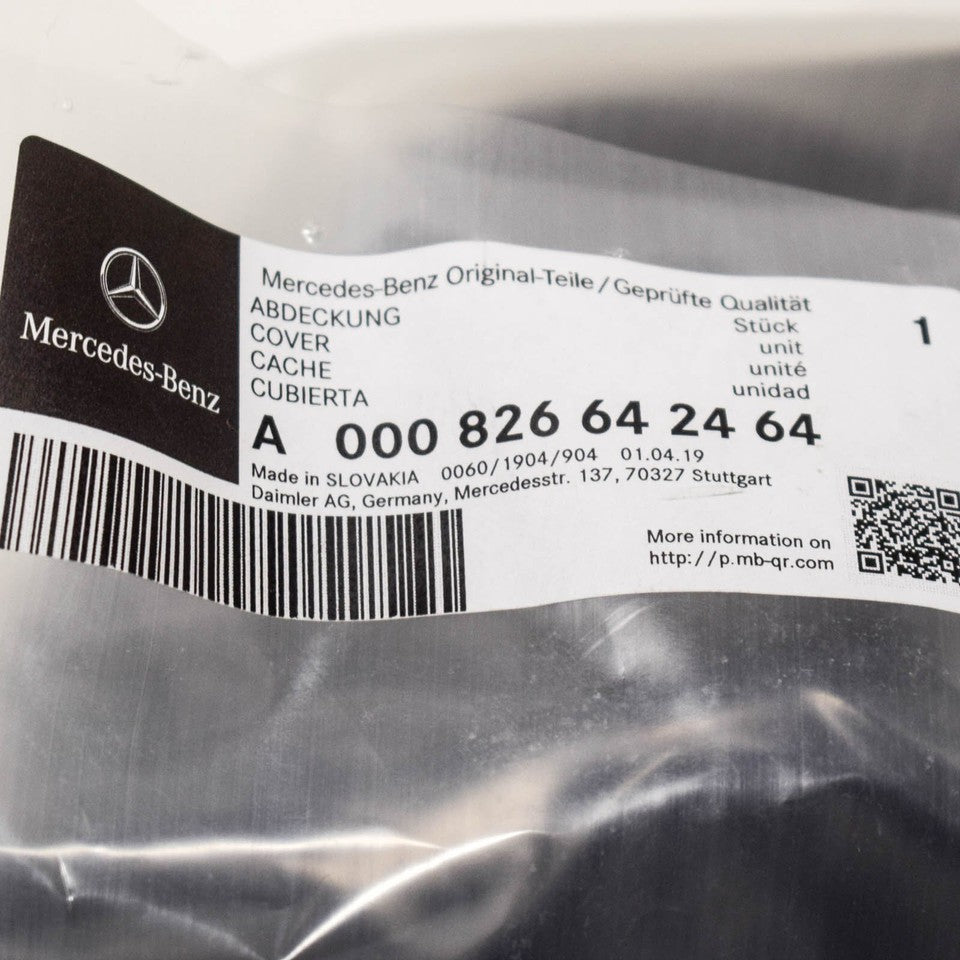 Mercedes-Benz
Mercedes-Benz Original-Teile / Geprüfte Qualität
ABDECKUNG Stück 1
COVER unit
CACHE unité
CUBIERTA unidad
A 000 826 64 24 64
Made in SLOVAKIA 0060/1904/904 01.04.19
Daimler AG, Germany, Mercedesstr. 137, 70327 Stuttgart
More information on
http://p.mb-qr.com